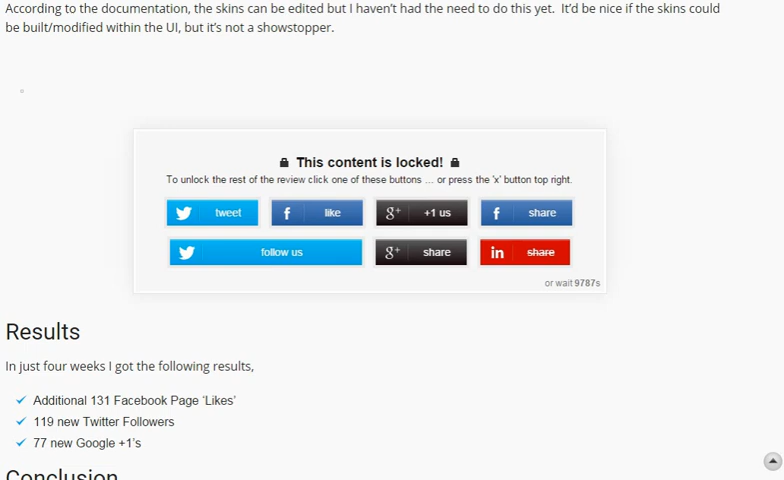 According to the documentation, the skins can be edited but I haven't had the need to do this yet.  It'd be nice if the skins could
be built/modified within the UI, but it's not a showstopper.
This content is locked!
To unlock the rest of the review click one of these buttons ... or press the 'x' button top right.
tweet
f like
g+ +1 us
f share
follow us
g+ share
in share
or wait 9787s
Results
In just four weeks I got the following results,
Additional 131 Facebook Page 'Likes'
119 new Twitter Followers
77 new Google +1's
Conclusion